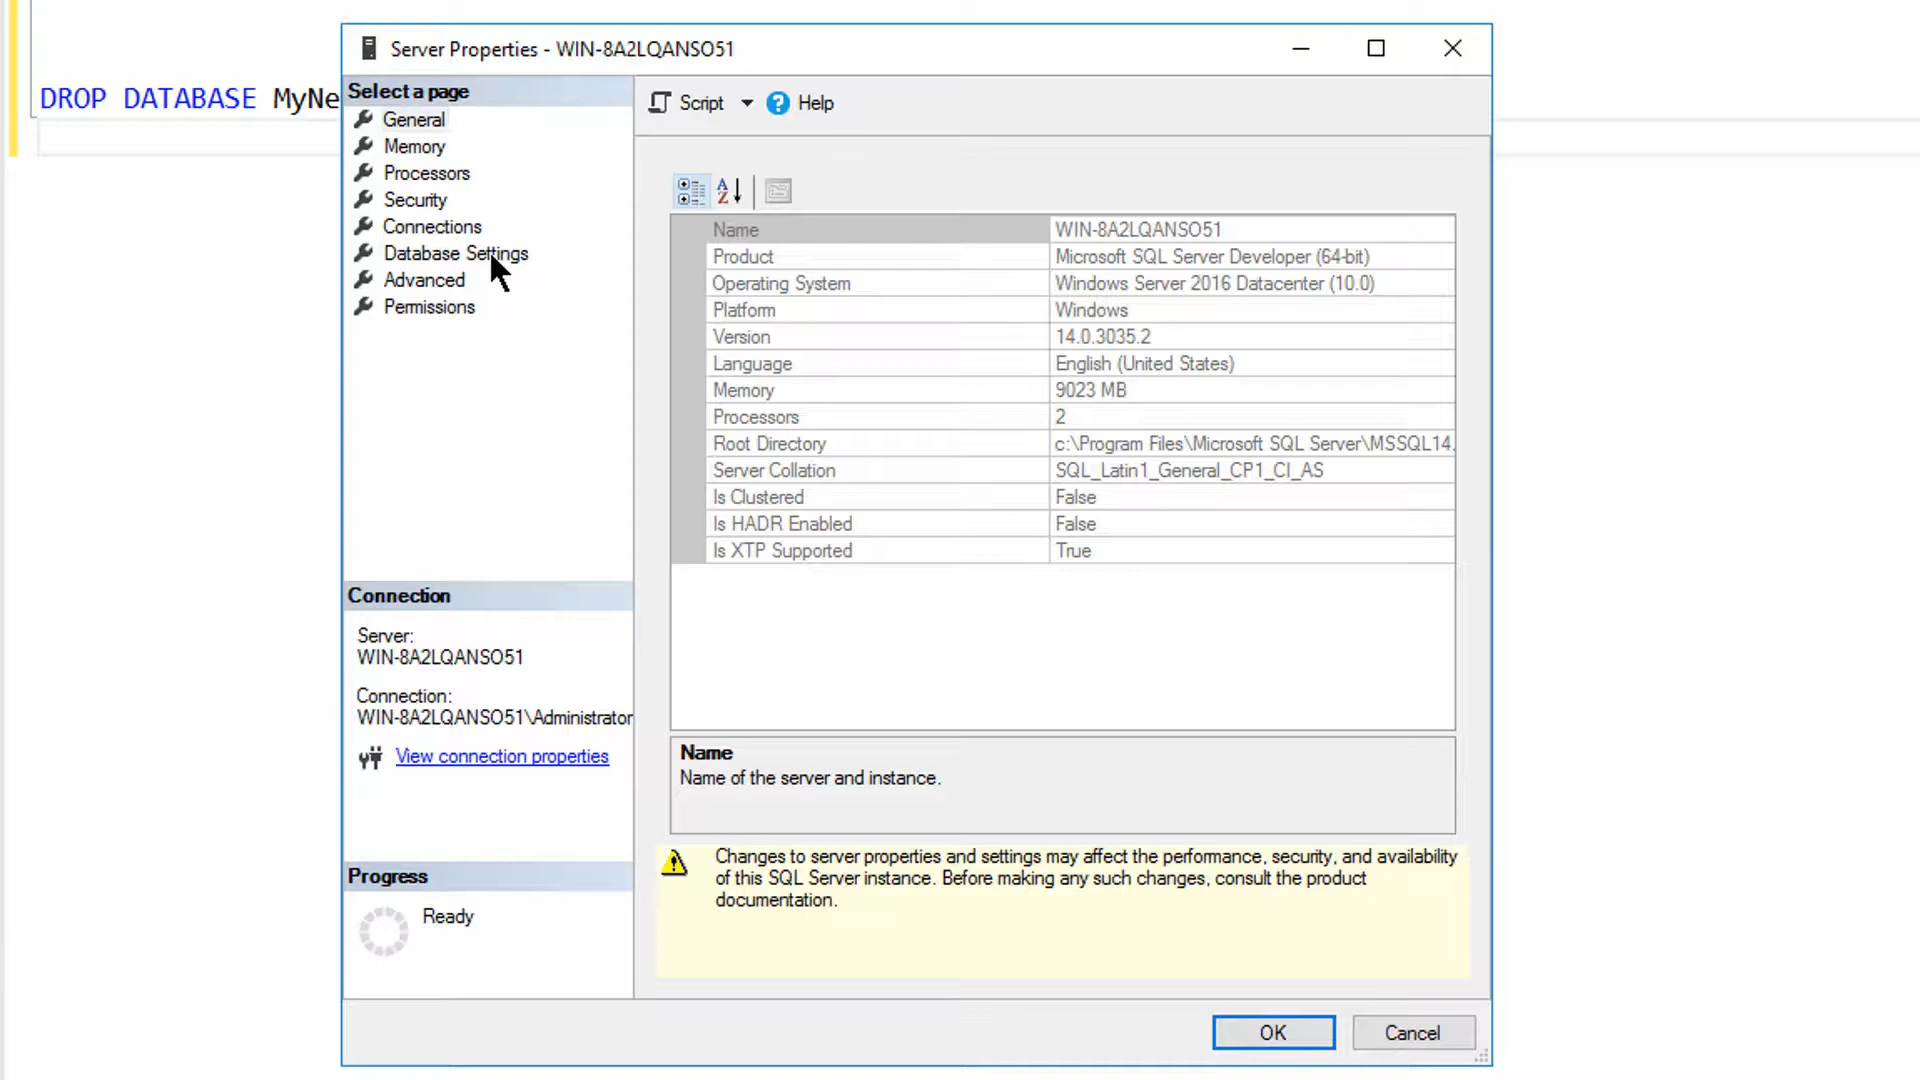 DROP DATABASE MyNe
Server Properties - WIN-8A2LQANSO51
Select a page
General
Memory
Processors
Security
Connections
Database Settings
Advanced
Permissions
Connection
Server:
WIN-8A2LQANSO51
Connection:
WIN-8A2LQANSO51\Administrator
View connection properties
Progress
Ready
Script
Help
Name WIN-8A2LQANSO51
Product Microsoft SQL Server Developer (64-bit)
Operating System Windows Server 2016 Datacenter (10.0)
Platform Windows
Version 14.0.3035.2
Language English (United States)
Memory 9023 MB
Processors 2
Root Directory c:\Program Files\Microsoft SQL Server\MSSQL14.
Server Collation SQL_Latin1_General_CP1_CI_AS
Is Clustered False
Is HADR Enabled False
Is XTP Supported True
Name
Name of the server and instance.
Changes to server properties and settings may affect the performance, security, and availability
of this SQL Server instance. Before making any such changes, consult the product
documentation.
OK
Cancel